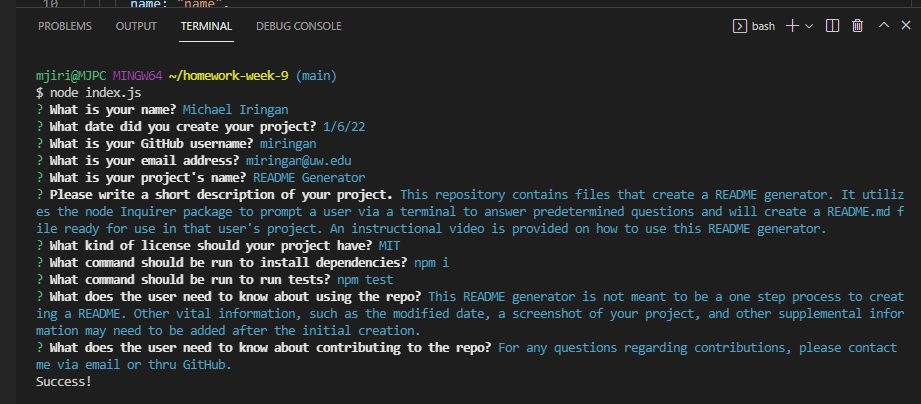 10 name: "name",
PROBLEMS OUTPUT TERMINAL DEBUG CONSOLE bash
mjiri@MJPC MINGW64 ~/homework-week-9 (main)
$ node index.js
? What is your name? Michael Iringan
? What date did you create your project? 1/6/22
? What is your GitHub username? miringan
? What is your email address? miringan@uw.edu
? What is your project's name? README Generator
? Please write a short description of your project. This repository contains files that create a README generator. It utiliz
es the node Inquirer package to prompt a user via a terminal to answer predetermined questions and will create a README.md f
ile ready for use in that user's project. An instructional video is provided on how to use this README generator.
? What kind of license should your project have? MIT
? What command should be run to install dependencies? npm i
? What command should be run to run tests? npm test
? What does the user need to know about using the repo? This README generator is not meant to be a one step process to creat
ing a README. Other vital information, such as the modified date, a screenshot of your project, and other supplemental infor
mation may need to be added after the initial creation.
? What does the user need to know about contributing to the repo? For any questions regarding contributions, please contact
me via email or thru GitHub.
Success!